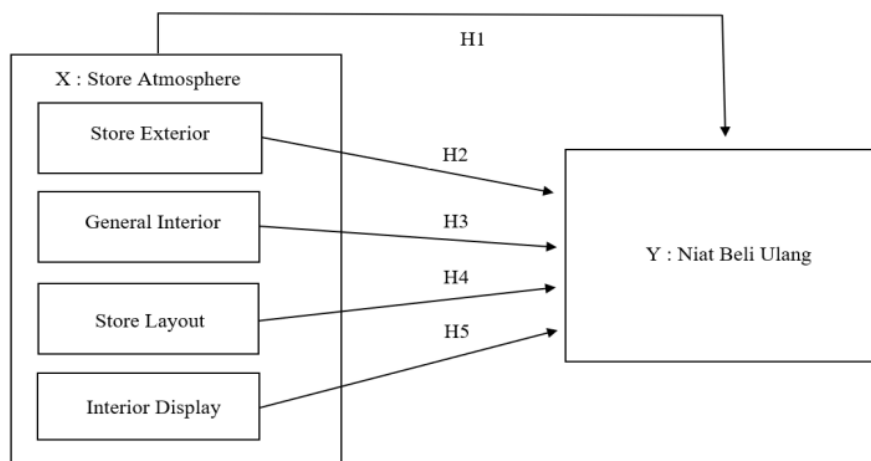 H1
X : Store Atmosphere
Store Exterior
H2
General Interior
H3
Y : Niat Beli Ulang
H4
Store Layout
H5
Interior Display